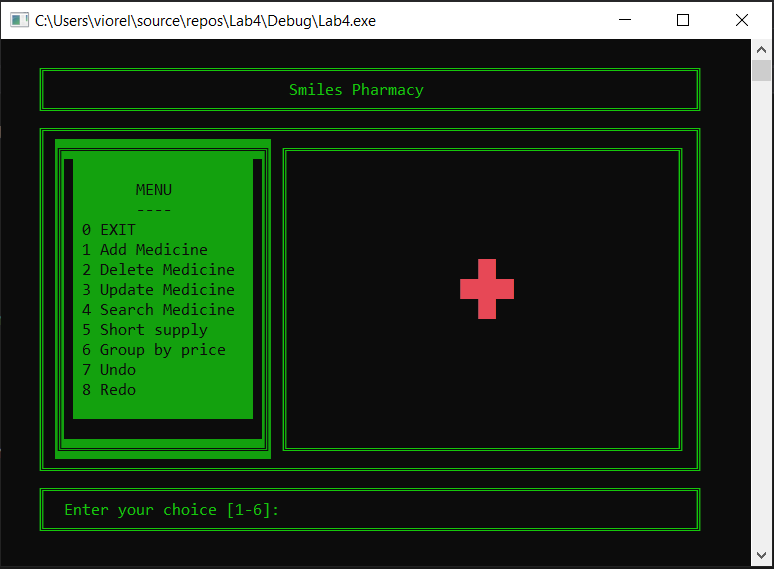 C:\Users\viorel\source\repos\Lab4\Debug\Lab4.exe
Smiles Pharmacy
MENU
----
0 EXIT
1 Add Medicine
2 Delete Medicine
3 Update Medicine
4 Search Medicine
5 Short supply
6 Group by price
7 Undo
8 Redo
Enter your choice [1-6]: